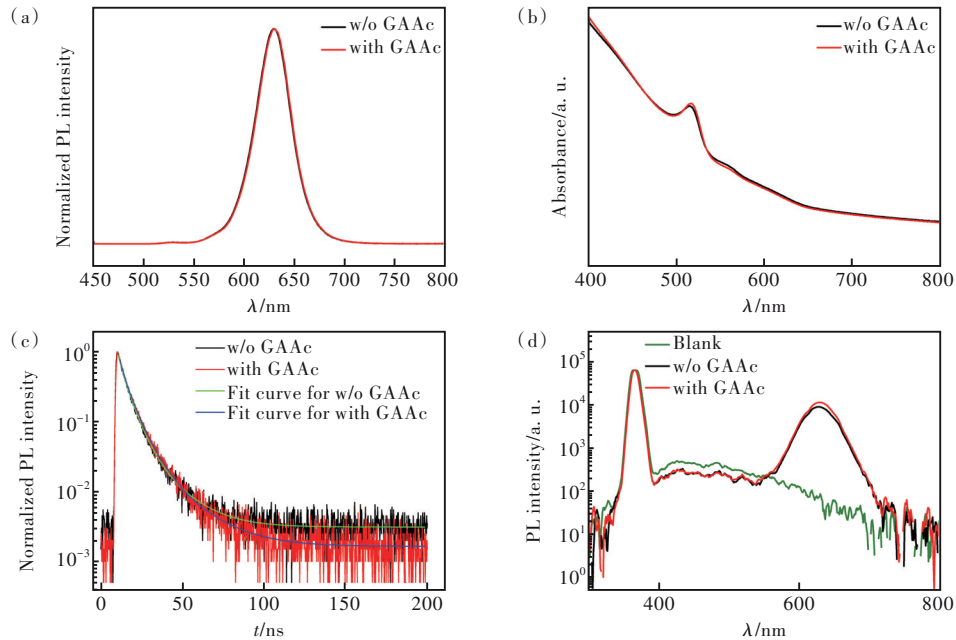 (a)
w/o GAAc
with GAAc
Normalized PL intensity
450 500 550 600 650 700 750 800
λ/nm
(b)
w/o GAAc
with GAAc
Absorbance/a. u.
400 500 600 700 800
λ/nm
(c)
w/o GAAc
with GAAc
Fit curve for w/o GAAc
Fit curve for with GAAc
Normalized PL intensity
10⁰
10⁻¹
10⁻²
10⁻³
0 50 100 150 200
t/ns
(d)
Blank
w/o GAAc
with GAAc
PL intensity/a. u.
10⁵
10⁴
10³
10²
10¹
10⁰
400 600 800
λ/nm